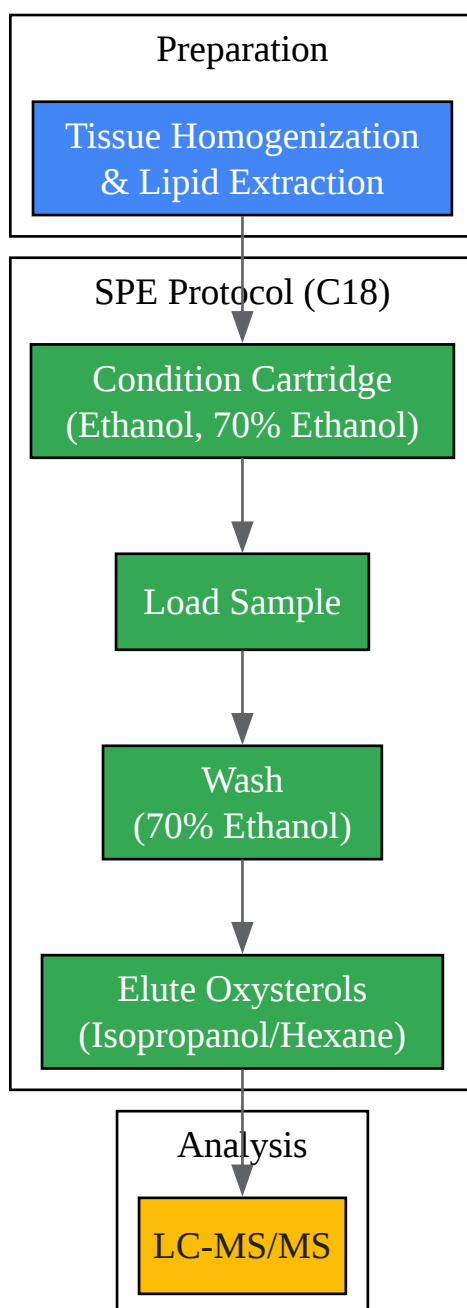 Preparation
Tissue Homogenization
& Lipid Extraction
SPE Protocol (C18)
Condition Cartridge
(Ethanol, 70% Ethanol)
Load Sample
Wash
(70% Ethanol)
Elute Oxysterols
(Isopropanol/Hexane)
Analysis
LC-MS/MS